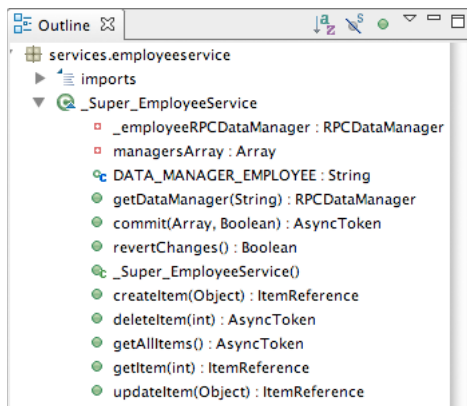 Outline
services.employeeservice
imports
_Super_EmployeeService
_employeeRPCDataManager : RPCDataManager
managersArray : Array
DATA_MANAGER_EMPLOYEE : String
getDataManager(String) : RPCDataManager
commit(Array, Boolean) : AsyncToken
revertChanges() : Boolean
_Super_EmployeeService()
createItem(Object) : ItemReference
deleteItem(int) : AsyncToken
getAllItems() : AsyncToken
getItem(int) : ItemReference
updateItem(Object) : ItemReference